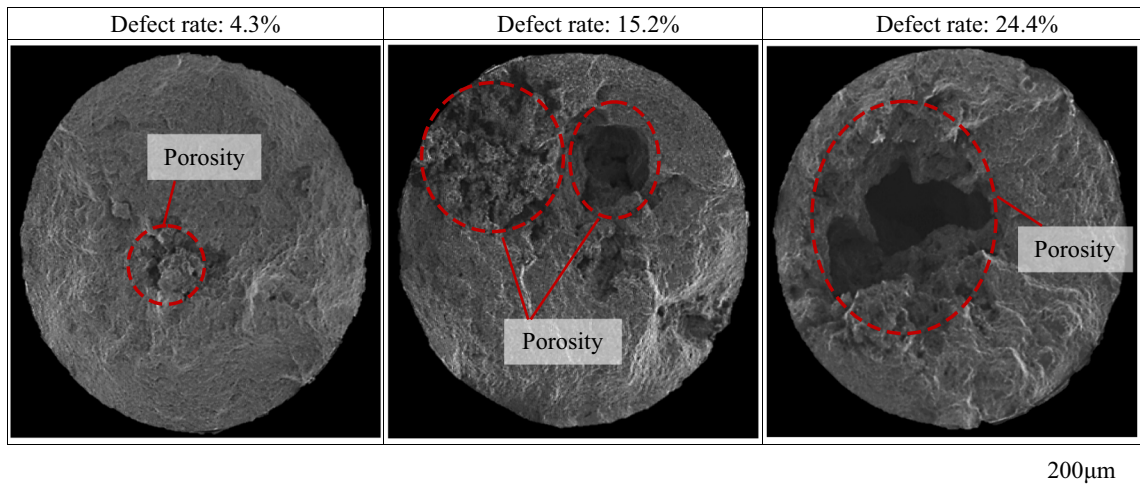 Defect rate: 4.3%
Defect rate: 15.2%
Defect rate: 24.4%
Porosity
Porosity
Porosity
200μm